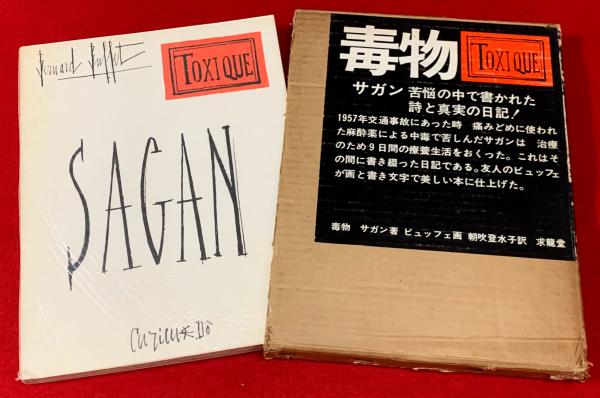 Bernard Buffet
TOXIQUE
SAGAN
毒物
TOXIQUE
サガン 苦悩の中で書かれた
詩と真実の日記!
1957年交通事故にあった時 痛みどめに使われ
た麻酔薬による中毒で苦しんだサガンは 治療
のため9日間の療養生活をおくった。これはそ
の間に書き綴った日記である。友人のビュッフェ
が画と書き文字で美しい本に仕上げた。
毒物 サガン著 ビュッフェ画 朝吹登水子訳 求龍堂